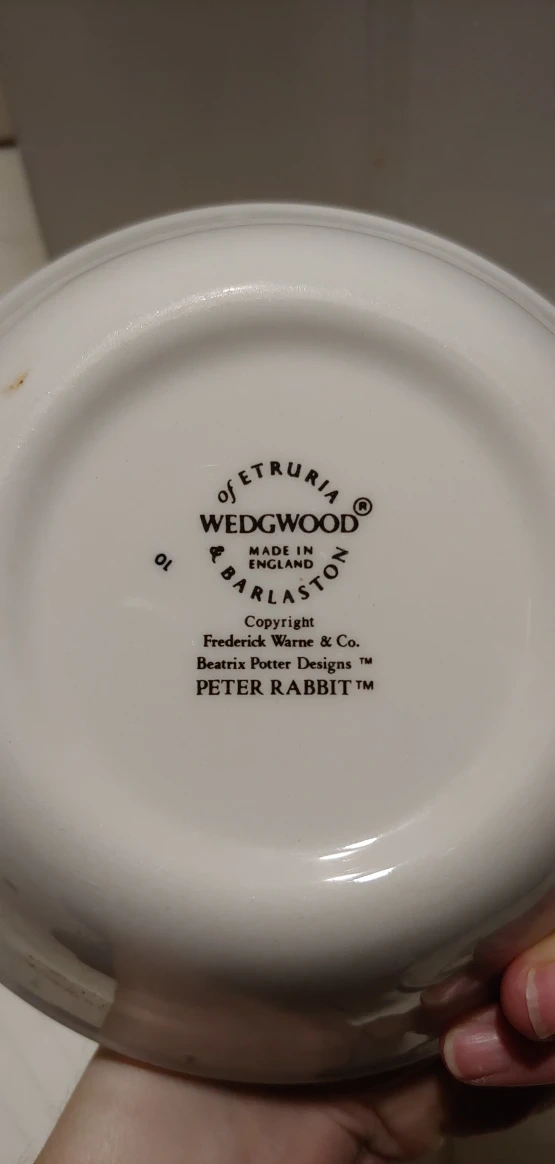 of ETRURIA
WEDGWOOD®
MADE IN
ENGLAND
& BARLASTON
Copyright
Frederick Warne & Co.
Beatrix Potter Designs ™
PETER RABBIT™
10